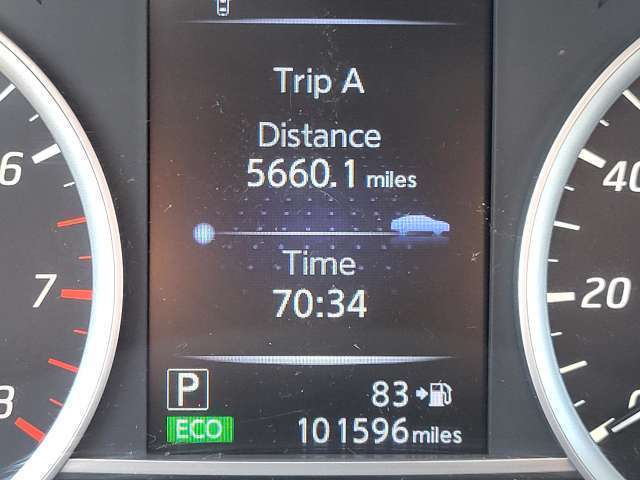 Trip A
Distance
5660.1 miles
Time
70:34
P
83
ECO
101596 miles
6
7
8
40
20